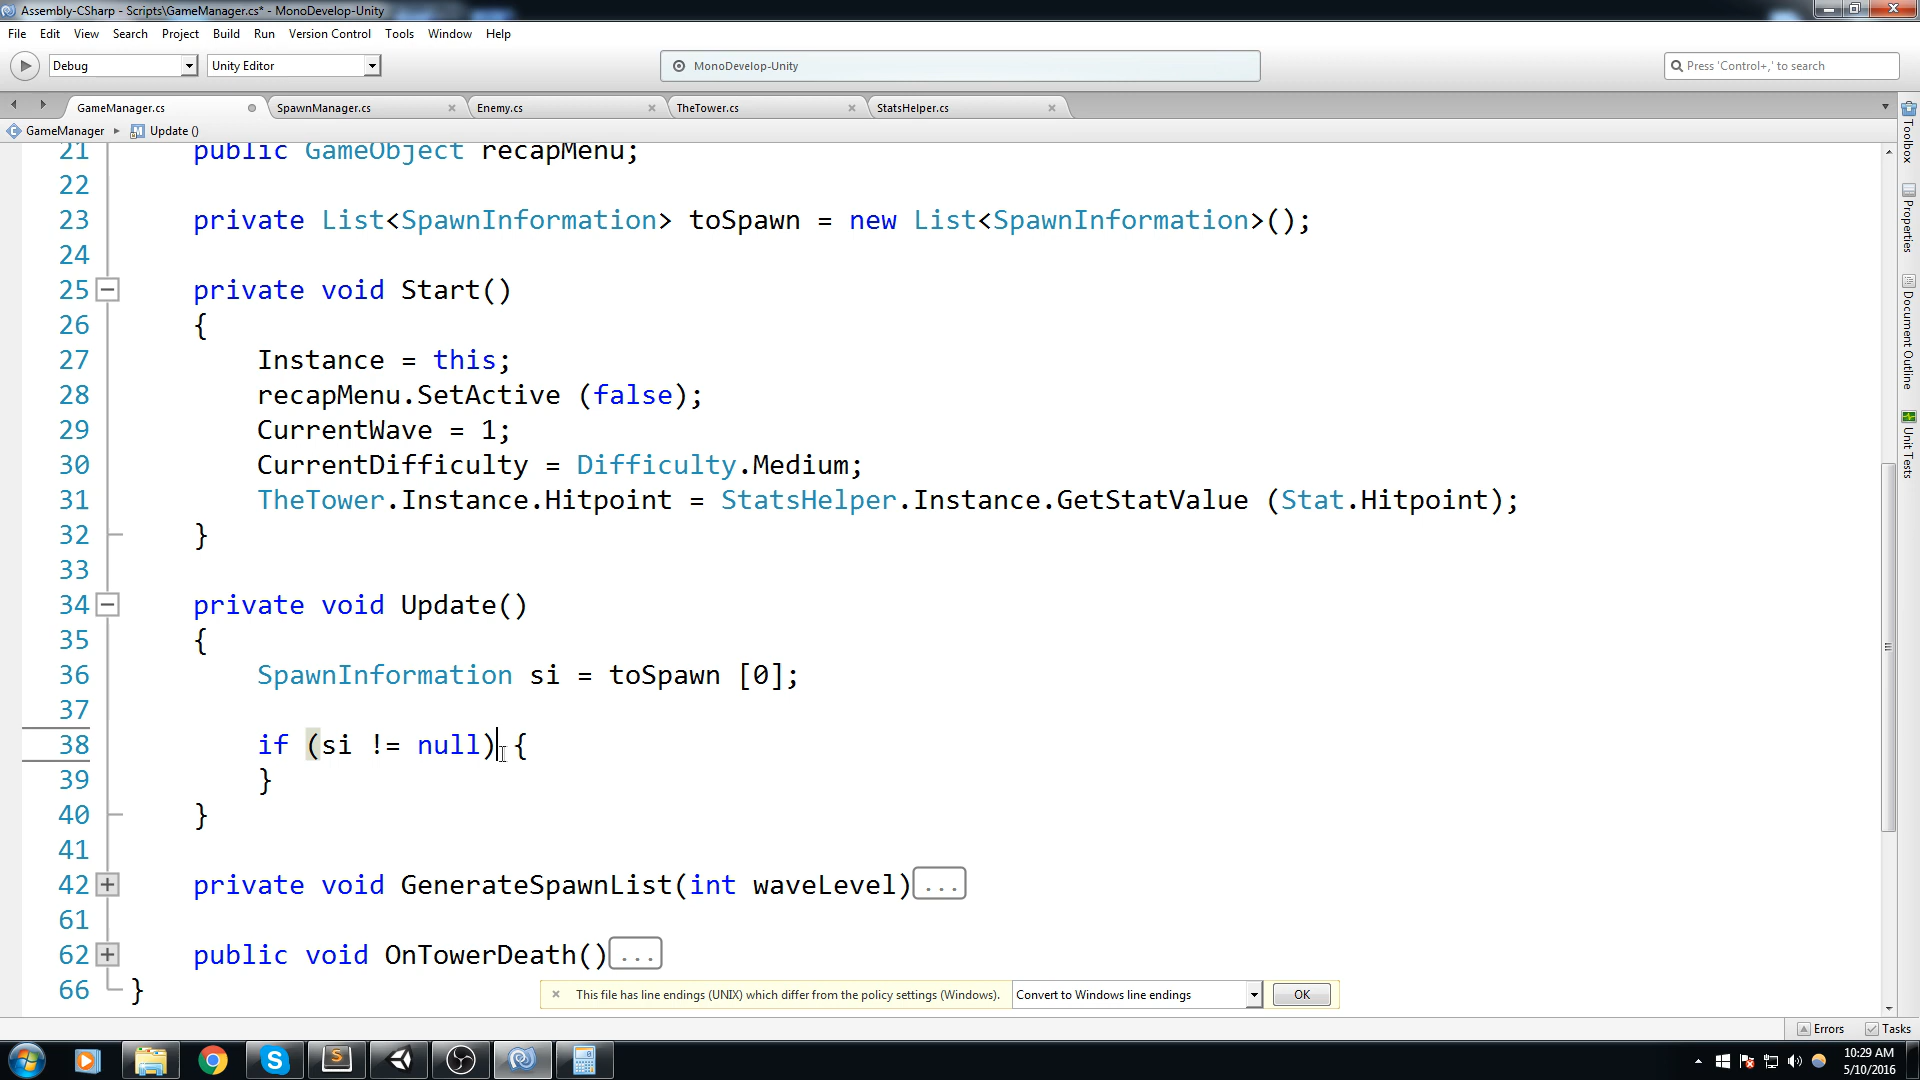 Assembly-CSharp - Scripts\GameManager.cs* - MonoDevelop-Unity
File Edit View Search Project Build Run Version Control Tools Window Help
Debug Unity Editor MonoDevelop-Unity Press 'Control+,' to search
GameManager.cs SpawnManager.cs Enemy.cs TheTower.cs StatsHelper.cs
GameManager Update ()
21 public GameObject recapMenu;
22
23 private List<SpawnInformation> toSpawn = new List<SpawnInformation>();
24
25 private void Start()
26 {
27 Instance = this;
28 recapMenu.SetActive (false);
29 CurrentWave = 1;
30 CurrentDifficulty = Difficulty.Medium;
31 TheTower.Instance.Hitpoint = StatsHelper.Instance.GetStatValue (Stat.Hitpoint);
32 }
33
34 private void Update()
35 {
36 SpawnInformation si = toSpawn [0];
37
38 if (si != null) {
39 }
40 }
41
42 private void GenerateSpawnList(int waveLevel)...
61
62 public void OnTowerDeath()...
66 }
This file has line endings (UNIX) which differ from the policy settings (Windows). Convert to Windows line endings OK
Toolbox
Properties
Document Outline
Unit Tests
Errors Tasks
10:29 AM
5/10/2016